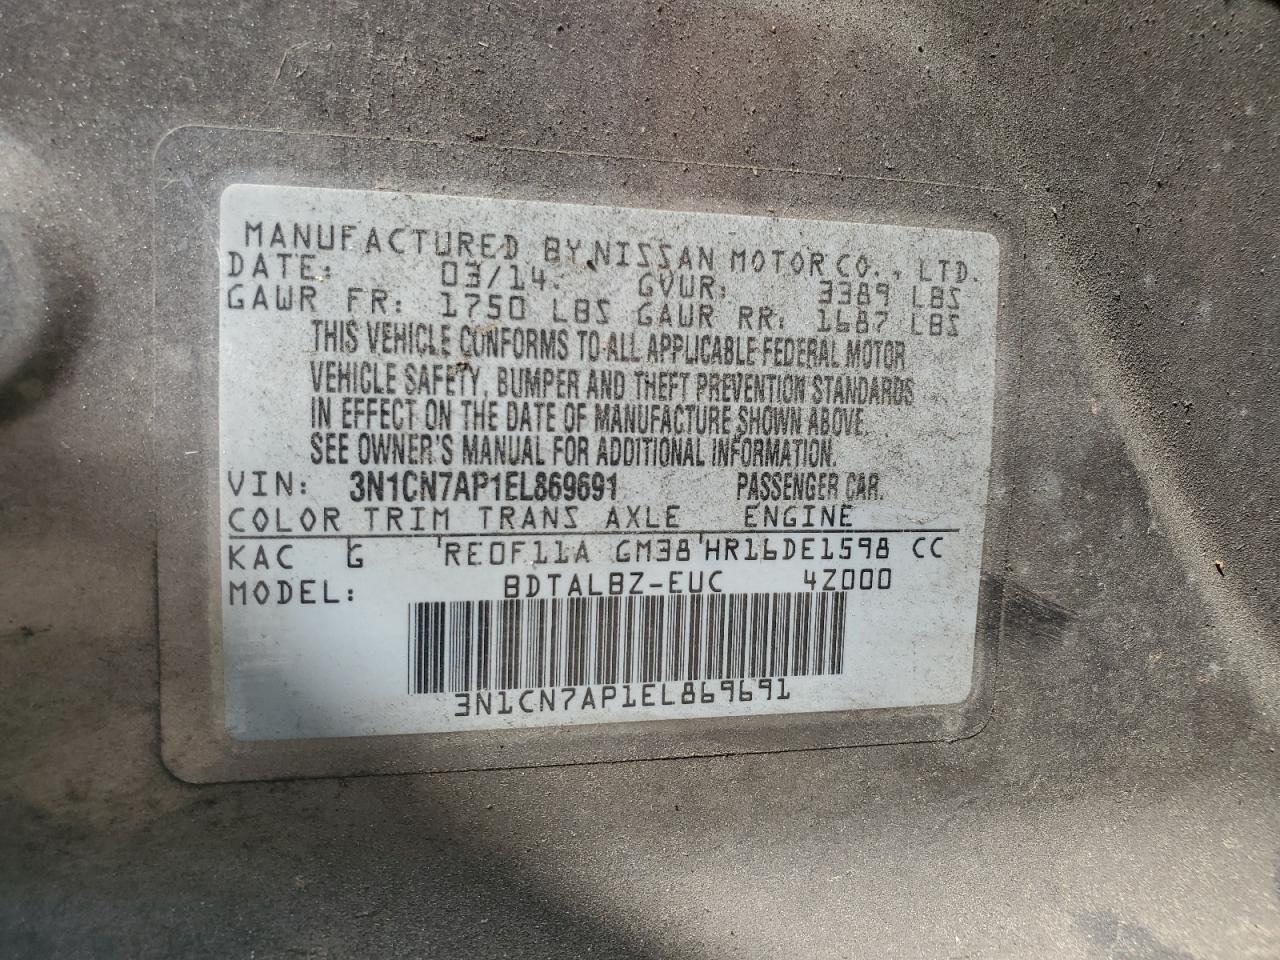 MANUFACTURED BY NISSAN MOTOR CO., LTD.
DATE: 03/14 GVWR: 3389 LBS
GAWR FR: 1750 LBS GAWR RR: 1687 LBS
THIS VEHICLE CONFORMS TO ALL APPLICABLE FEDERAL MOTOR
VEHICLE SAFETY, BUMPER AND THEFT PREVENTION STANDARDS
IN EFFECT ON THE DATE OF MANUFACTURE SHOWN ABOVE.
SEE OWNER'S MANUAL FOR ADDITIONAL INFORMATION.
VIN: 3N1CN7AP1EL869691 PASSENGER CAR.
COLOR TRIM TRANS AXLE ENGINE
KAC G RE0F11A GM38 HR16DE1598 CC
MODEL: BDTALBZ-EUC 4Z000
3N1CN7AP1EL869691